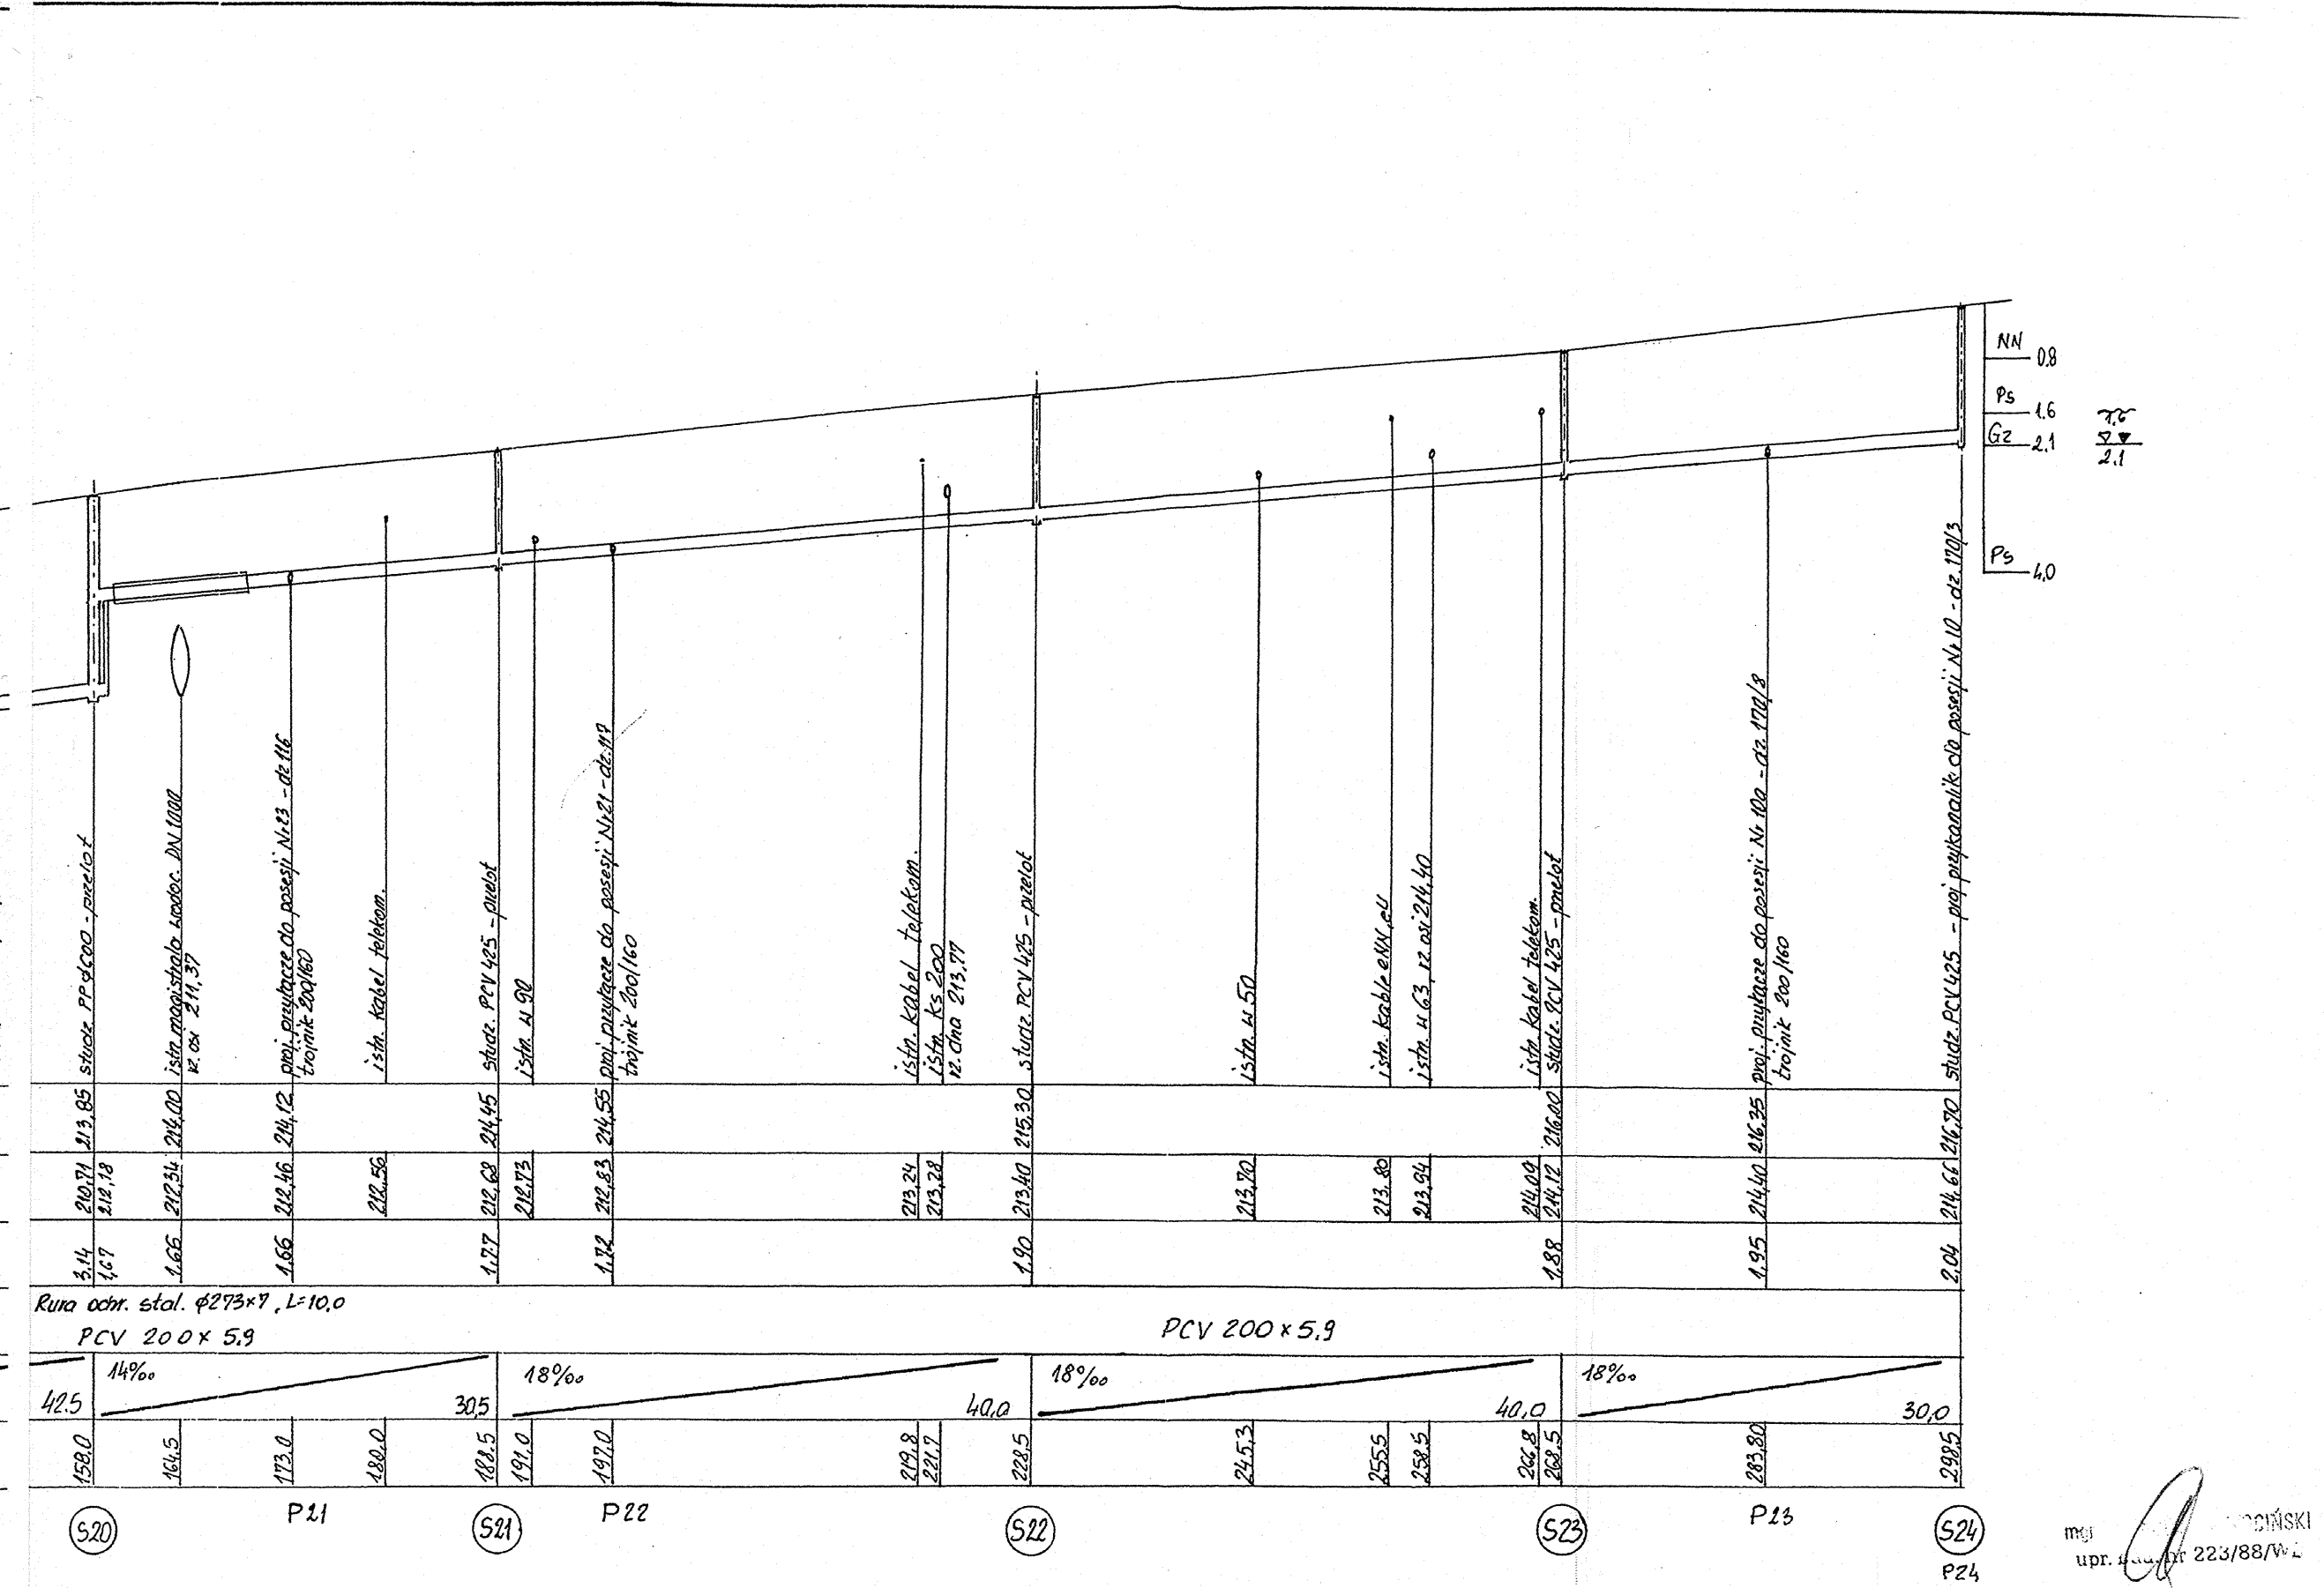 NN
0.8
Ps
1.6
Gz
2.1
2.1
Ps
4,0
studz. PP ø600 - przelot
istn. magistrala wodoc. DN 1000
rz. osi 211,37
proj. przyłącze do posesji Nr 23 - dz 116
trojnik 200/160
istn. kabel telekom.
studz. PCV 425 - przelot
istn. w 90
proj. przyłącze do posesji Nr 21 - dz. 117
trójnik 200/160
istn. kabel telekom.
istn. ks 200
rz. dna 213,77
studz. PCV 425 - przelot
istn. w 50
istn. kable eNN, eU
istn. w 63, rz osi 214,40
istn. kabel telekom.
studz. PCV 425 - przelot
proj. przyłącze do posesji Nr 10a - dz. 170/8
trójnik 200/160
studz. PCV 425 - proj przykanalik do posesji Nr 10 - dz. 170/3
213,85 214,00 214,12 214,45 214,55 215,30 216,00 216,35 216,70
210,71 212,18 212,34 212,46 212,56 212,68 212,73 212,83 213,24 213,28 213,40 213,70 213,80 213,94 214,09 214,12 214,40 214,66
3.14 1,67 1.66 1.66 1.77 1.72 1.90 1.88 1.95 2.04
Rura ochr. stal. ϕ273×7, L=10,0
PCV 200 × 5.9
PCV 200 × 5.9
14‰ 18‰ 18‰ 18‰
42.5 30,5 40,0 40,0 30,0
158,0 164,5 173.0 180,0 188.5 191,0 197,0 219,8 221,7 228,5 245,3 255,5 258.5 266,8 268,5 283,80 298,5
S20 P21 S21 P22 S22 S23 P23 S24
P24
upr. nr 223/88/